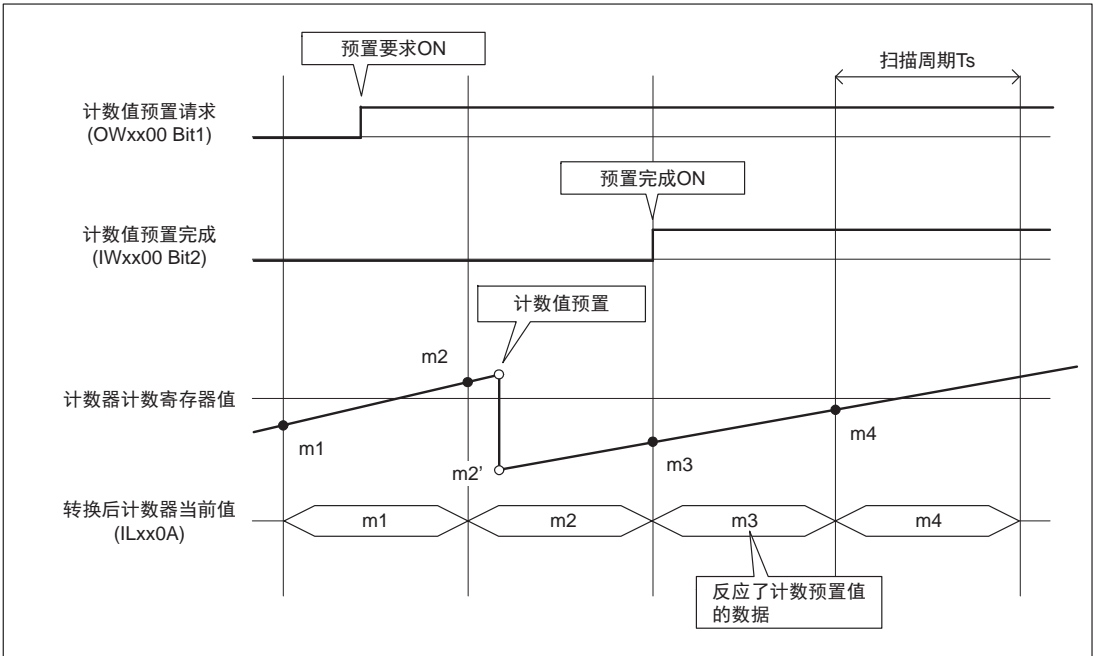 预置要求ON
扫描周期Ts
计数值预置请求
(OWxx00 Bit1)
预置完成ON
计数值预置完成
(IWxx00 Bit2)
计数值预置
m2
计数器计数寄存器值
m1
m2'
m3
m4
转换后计数器当前值
(ILxx0A)
m1
m2
m3
m4
反应了计数预置值
的数据